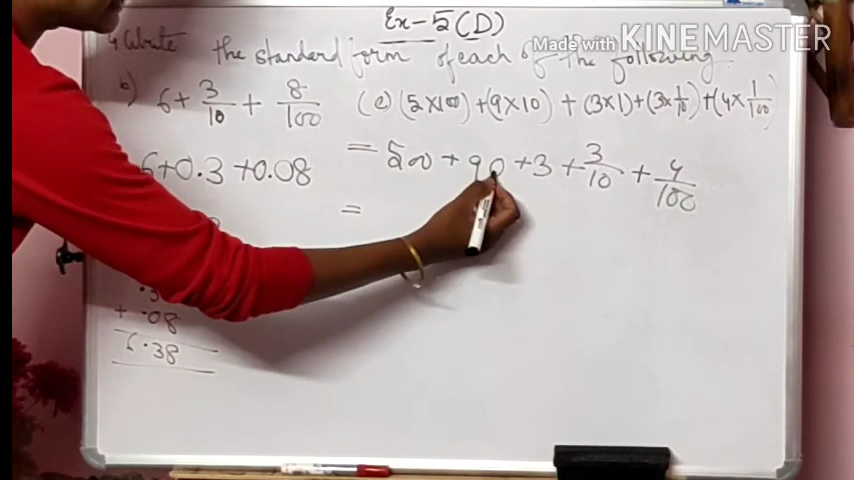 Ex-5(D)
Made with KINEMASTER
4 Write the standard form of each of the following.
b) 6+ 3/10 + 8/100 (e) (5×100) +(9×10) + (3×1)+(3×1/10)+(4×1/100)
6+0.3+0.08 = 500 + 90 +3 + 3/10 + 4/100
=
+ .08
6.38